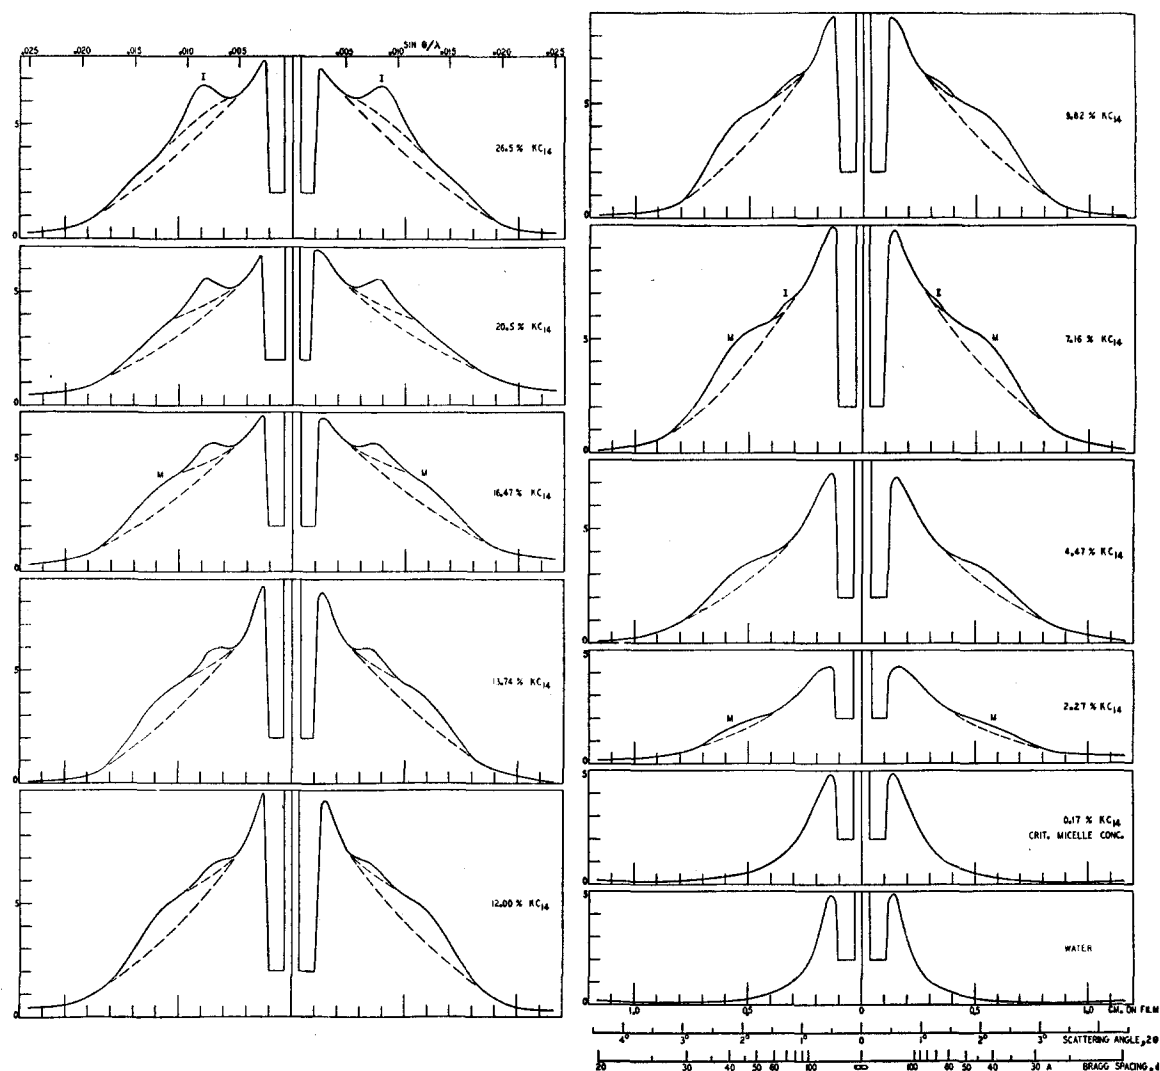 .025 .020 .015 .010 .005 .005 SIN θ/λ .010 .015 .020 .025
I I
5
26.5 % KC14
0
5
20.5 % KC14
0
5
M M
16.47 % KC14
0
5
13.74 % KC14
0
5
12.00 % KC14
0
5
9.82 % KC14
0
I I
M M
5
7.16 % KC14
0
5
4.47 % KC14
0
5
M M
2.27 % KC14
0
5
0.17 % KC14
CRIT. MICELLE CONC.
0
5
WATER
0
1.0 0.5 0 0.5 1.0 CM. ON FILM
4° 3° 2° 1° 0 1° 2° 3° SCATTERING ANGLE, 2θ
20 30 40 50 60 100 ∞ 100 60 50 40 30 A BRAGG SPACING, d